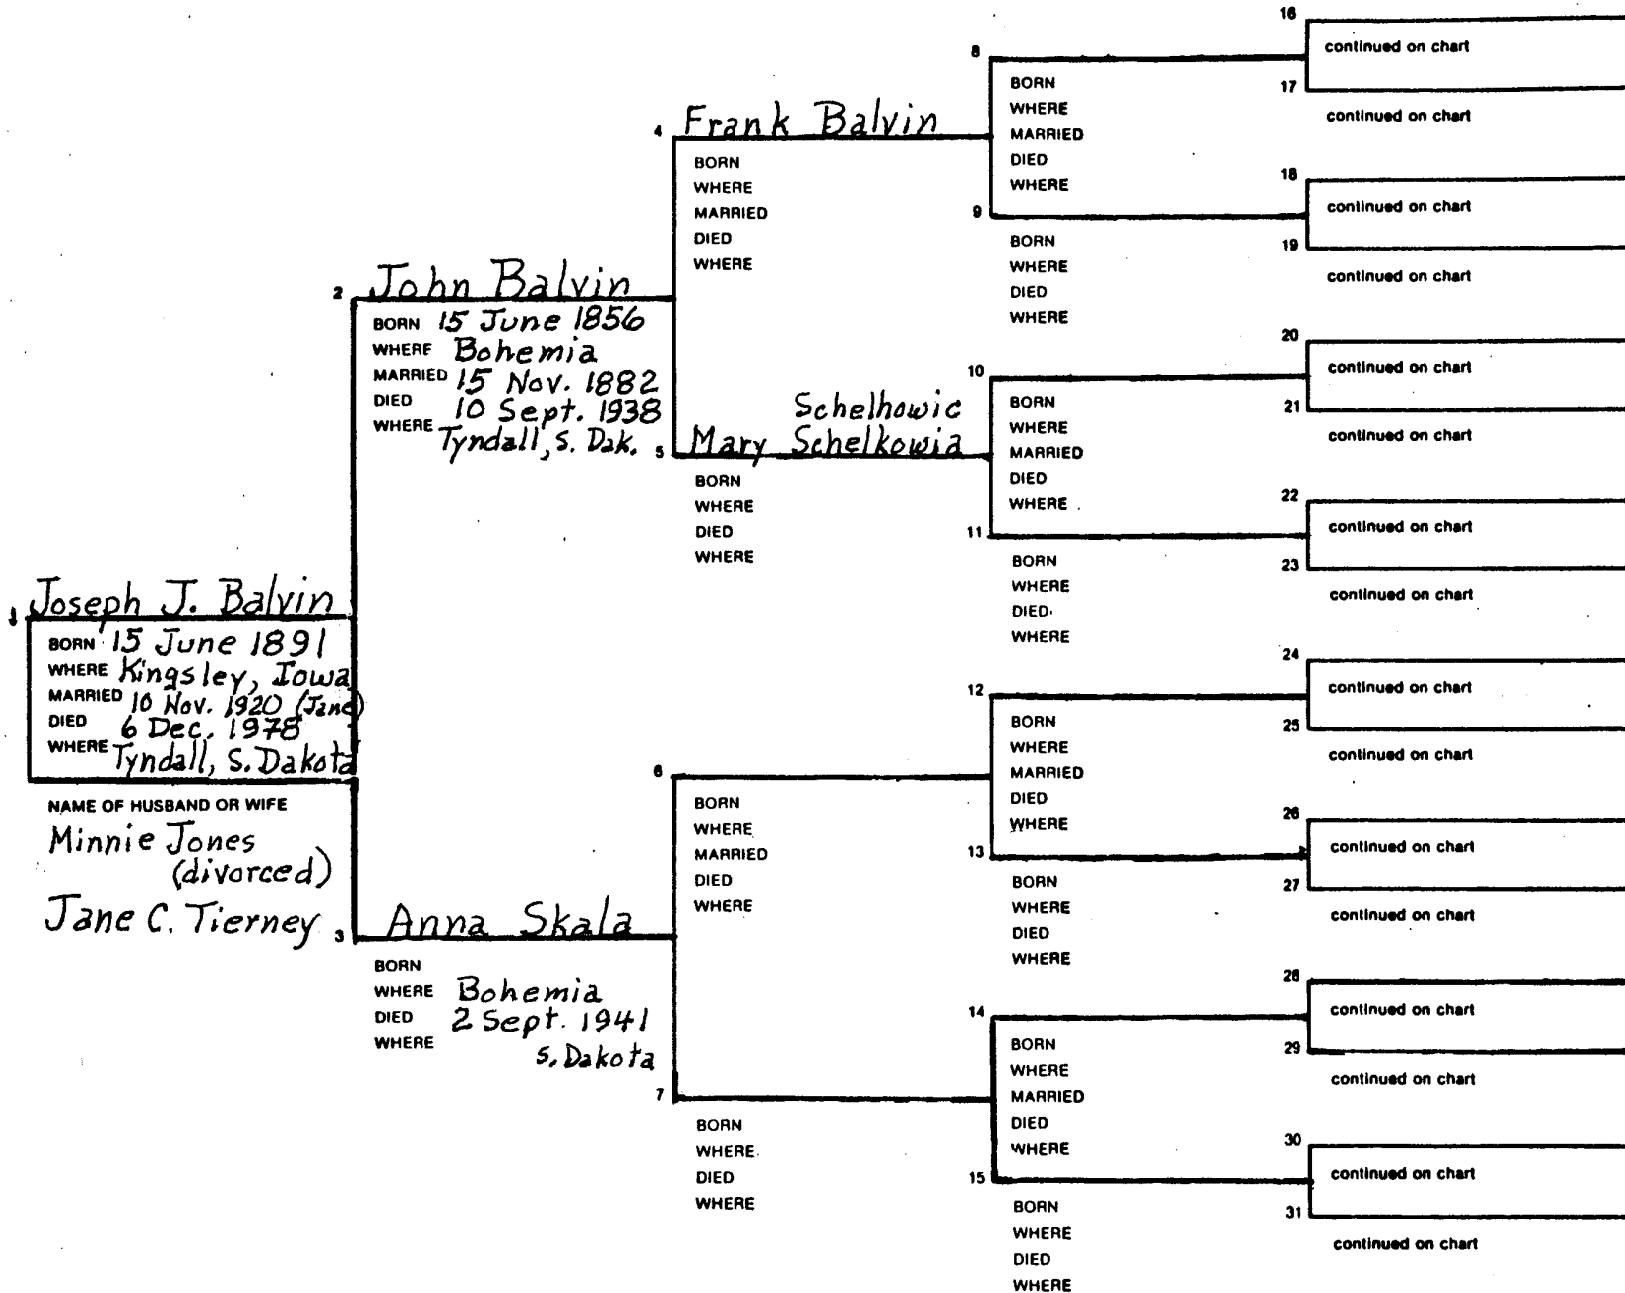 1 Joseph J. Balvin
BORN 15 June 1891
WHERE Kingsley, Iowa
MARRIED 10 Nov. 1920 (Jane)
DIED 6 Dec. 1978
WHERE Tyndall, S. Dakota
NAME OF HUSBAND OR WIFE
Minnie Jones
(divorced)
Jane C. Tierney
2 John Balvin
BORN 15 June 1856
WHERE Bohemia
MARRIED 15 Nov. 1882
DIED 10 Sept. 1938
WHERE Tyndall, S. Dak.
3 Anna Skala
BORN
WHERE Bohemia
DIED 2 Sept. 1941
WHERE
S. Dakota
4 Frank Balvin
BORN
WHERE
MARRIED
DIED
WHERE
Schelhowic
5 Mary Schelkowia
BORN
WHERE
DIED
WHERE
6
BORN
WHERE
MARRIED
DIED
WHERE
7
BORN
WHERE
DIED
WHERE
8
BORN
WHERE
MARRIED
DIED
WHERE
9
BORN
WHERE
DIED
WHERE
10
BORN
WHERE
MARRIED
DIED
WHERE
11
BORN
WHERE
DIED
WHERE
12
BORN
WHERE
MARRIED
DIED
WHERE
13
BORN
WHERE
DIED
WHERE
14
BORN
WHERE
MARRIED
DIED
WHERE
15
BORN
WHERE
DIED
WHERE
16
continued on chart
17
continued on chart
18
continued on chart
19
continued on chart
20
continued on chart
21
continued on chart
22
continued on chart
23
continued on chart
24
continued on chart
25
continued on chart
26
continued on chart
27
continued on chart
28
continued on chart
29
continued on chart
30
continued on chart
31
continued on chart